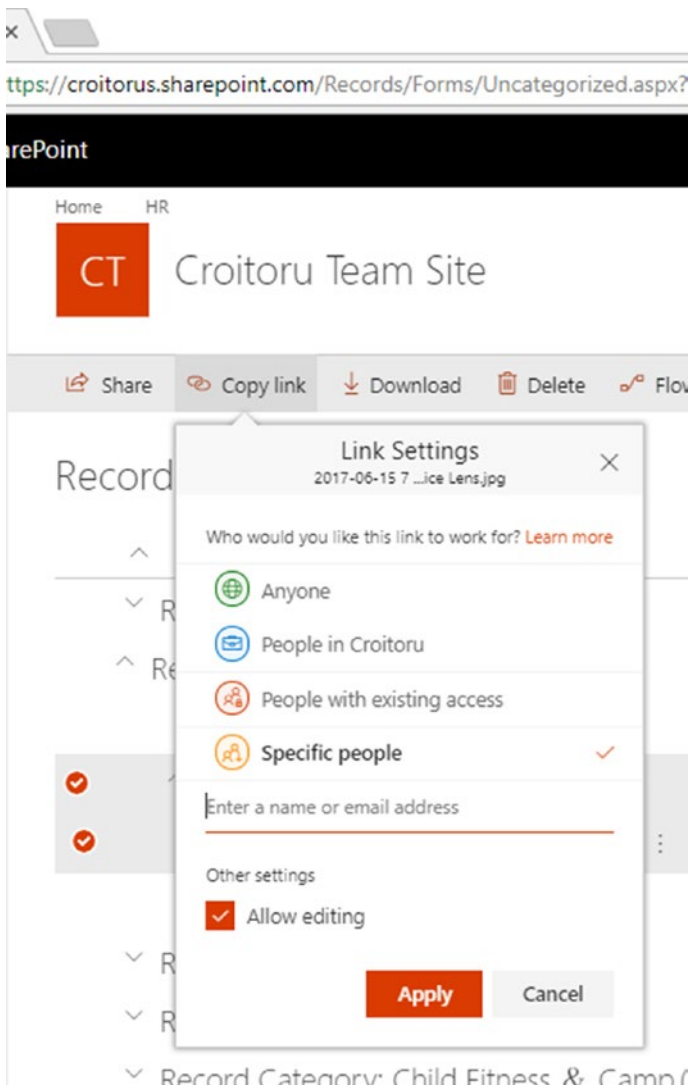 ttps://croitorus.sharepoint.com/Records/Forms/Uncategorized.aspx?
arePoint
Home HR
CT Croitoru Team Site
Share Copy link Download Delete Flow
Link Settings
2017-06-15 7 ...ice Lens.jpg
Record
Who would you like this link to work for? Learn more
Anyone
R
People in Croitoru
Re
People with existing access
Specific people
Enter a name or email address
Other settings
Allow editing
R
Apply Cancel
R
Record Category: Child Fitness & Camp (